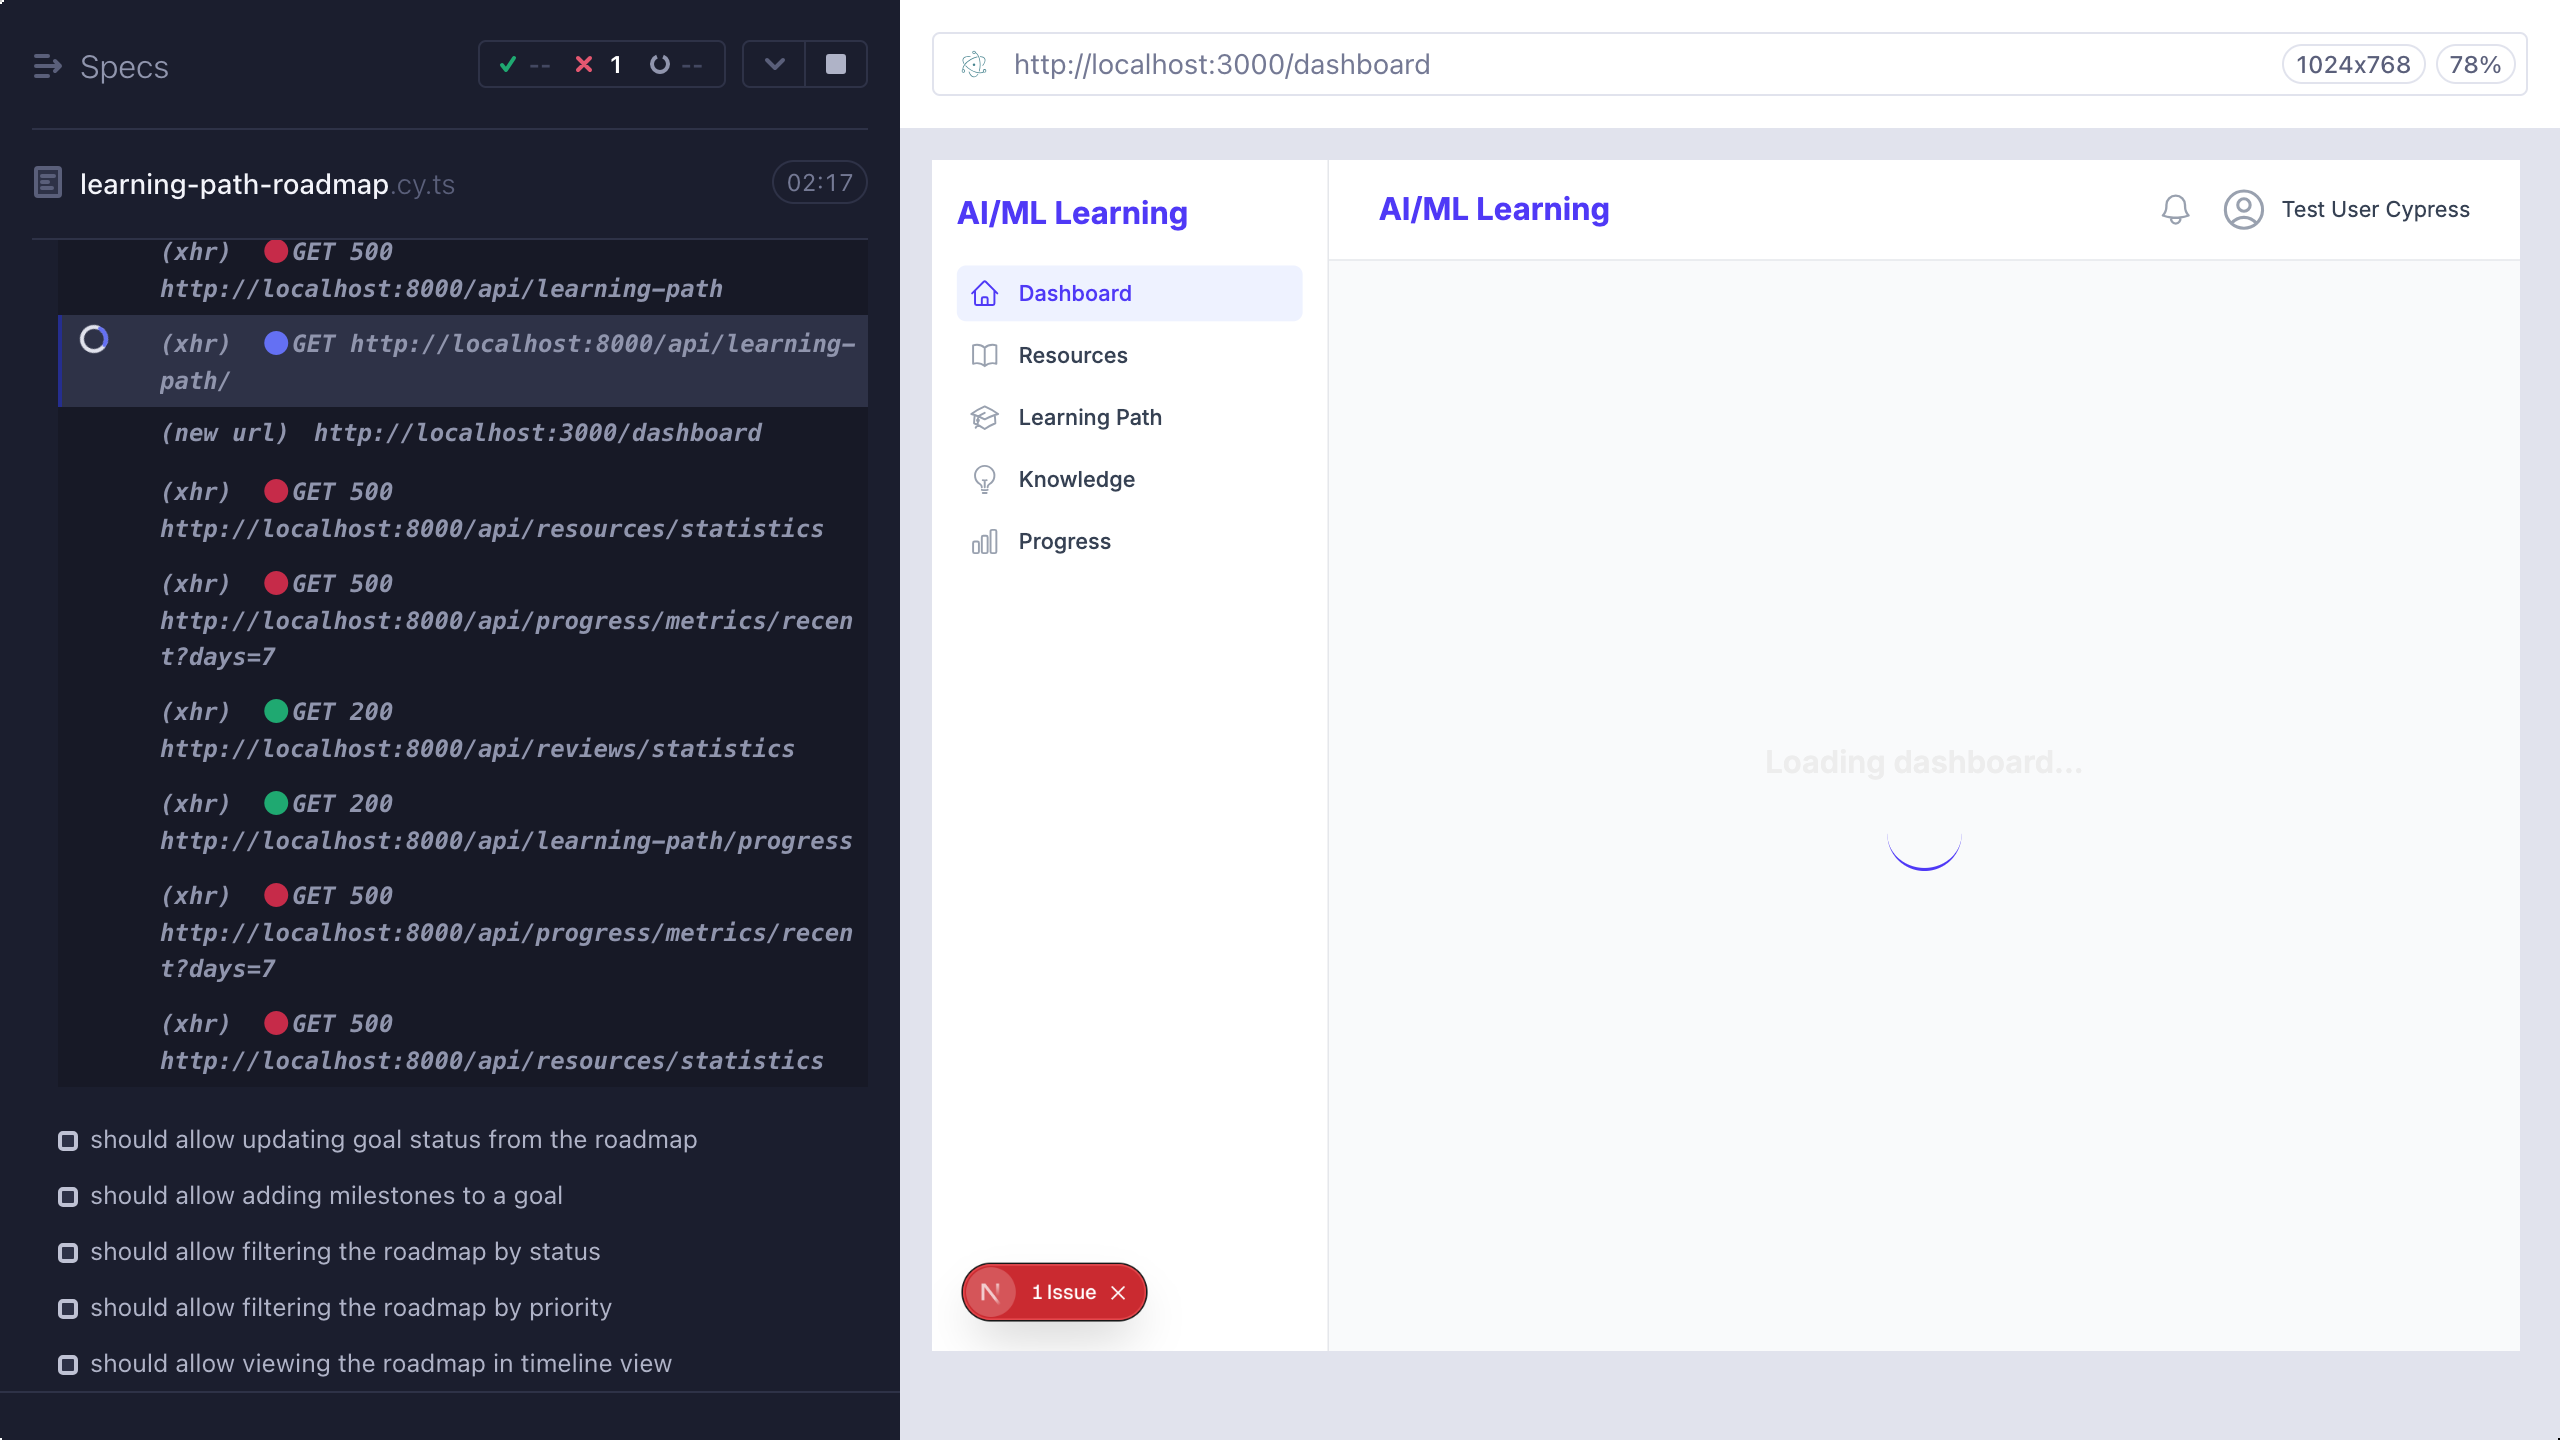 Specs
-- 1 --
learning-path-roadmap.cy.ts
02:17
(xhr) GET 500
http://localhost:8000/api/learning-path
(xhr) GET http://localhost:8000/api/learning-
path/
(new url) http://localhost:3000/dashboard
(xhr) GET 500
http://localhost:8000/api/resources/statistics
(xhr) GET 500
http://localhost:8000/api/progress/metrics/recen
t?days=7
(xhr) GET 200
http://localhost:8000/api/reviews/statistics
(xhr) GET 200
http://localhost:8000/api/learning-path/progress
(xhr) GET 500
http://localhost:8000/api/progress/metrics/recen
t?days=7
(xhr) GET 500
http://localhost:8000/api/resources/statistics
should allow updating goal status from the roadmap
should allow adding milestones to a goal
should allow filtering the roadmap by status
should allow filtering the roadmap by priority
should allow viewing the roadmap in timeline view
http://localhost:3000/dashboard
1024x768
78%
AI/ML Learning
Dashboard
Resources
Learning Path
Knowledge
Progress
N 1 Issue
AI/ML Learning
Test User Cypress
Loading dashboard...